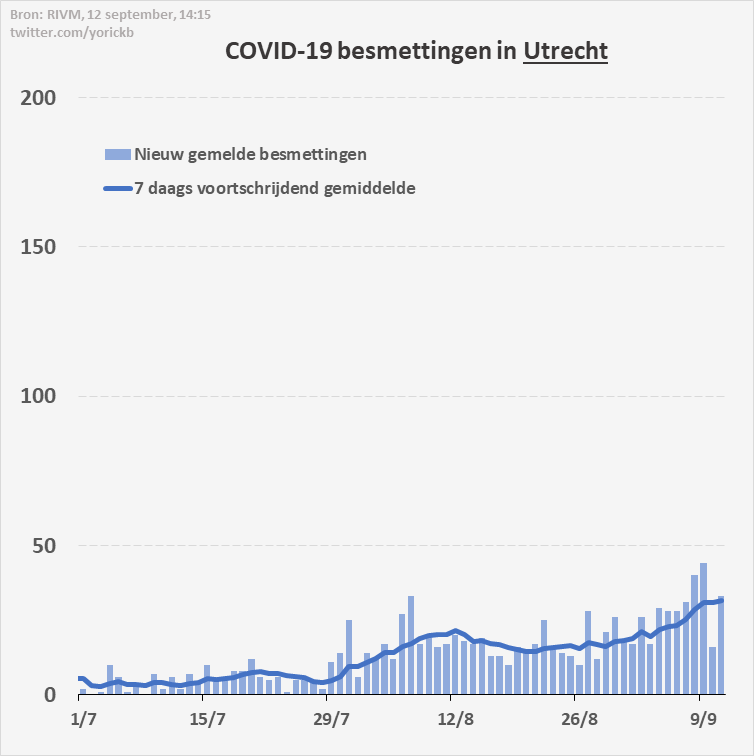 Bron: RIVM, 12 september, 14:15
twitter.com/yorickb
COVID-19 besmettingen in Utrecht
200
Nieuw gemelde besmettingen
7 daags voortschrijdend gemiddelde
150
100
50
0
1/7 15/7 29/7 12/8 26/8 9/9